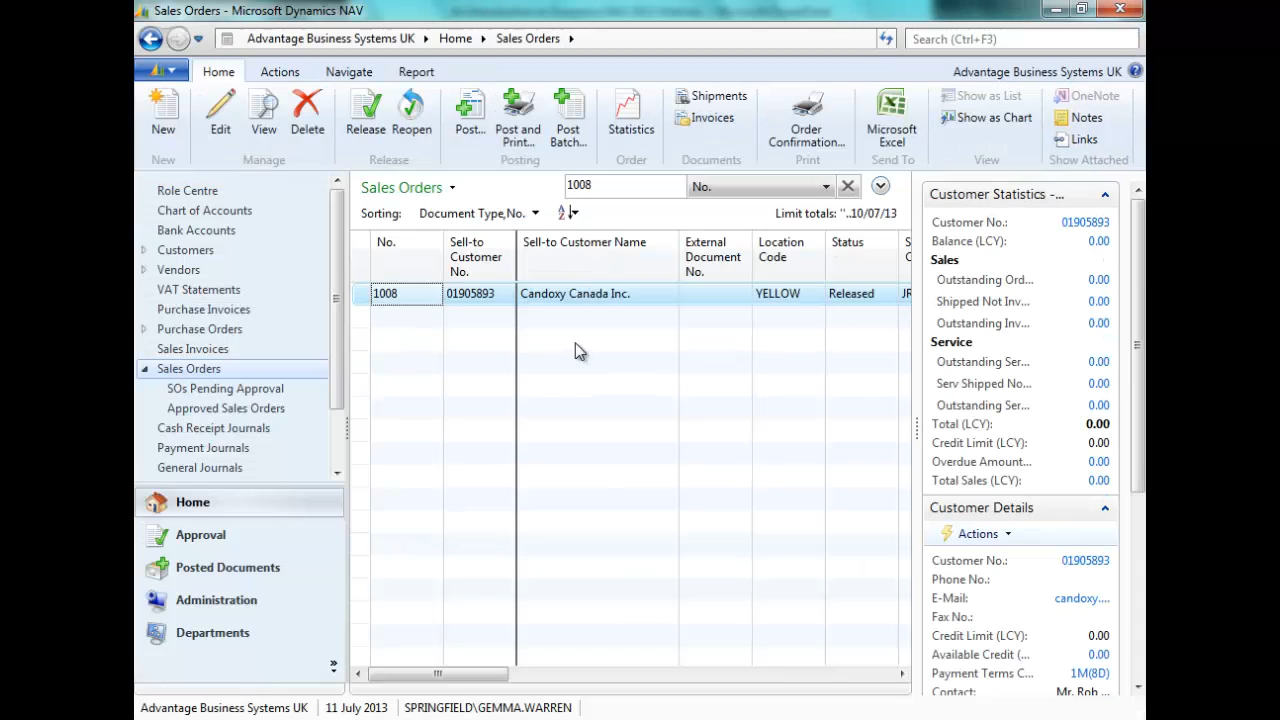 Sales Orders - Microsoft Dynamics NAV
Advantage Business Systems UK
Home
Sales Orders
Search (Ctrl+F3)
Home
Actions
Navigate
Report
Advantage Business Systems UK
New
Edit
View
Delete
Release
Reopen
Post...
Post and
Print...
Post
Batch...
Statistics
Shipments
Invoices
Order
Confirmation...
Microsoft
Excel
Show as List
Show as Chart
OneNote
Notes
Links
New
Manage
Release
Posting
Order
Documents
Print
Send To
View
Show Attached
Role Centre
Chart of Accounts
Bank Accounts
Customers
Vendors
VAT Statements
Purchase Invoices
Purchase Orders
Sales Invoices
Sales Orders
SOs Pending Approval
Approved Sales Orders
Cash Receipt Journals
Payment Journals
General Journals
Home
Approval
Posted Documents
Administration
Departments
Sales Orders
1008
No.
Sorting:
Document Type,No.
Limit totals: ''..10/07/13
No.
Sell-to
Customer
No.
Sell-to Customer Name
External
Document
No.
Location
Code
Status
S
C
1008
01905893
Candoxy Canada Inc.
YELLOW
Released
JR
Customer Statistics -...
Customer No.: 01905893
Balance (LCY): 0.00
Sales
Outstanding Ord... 0.00
Shipped Not Inv... 0.00
Outstanding Inv... 0.00
Service
Outstanding Ser... 0.00
Serv Shipped No... 0.00
Outstanding Ser... 0.00
Total (LCY): 0.00
Credit Limit (LCY): 0.00
Overdue Amount... 0.00
Total Sales (LCY): 0.00
Customer Details
Actions
Customer No.: 01905893
Phone No.:
E-Mail: candoxy....
Fax No.:
Credit Limit (LCY): 0.00
Available Credit (... 0.00
Payment Terms C... 1M(8D)
Contact: Mr. Rob ...
Advantage Business Systems UK
11 July 2013
SPRINGFIELD\GEMMA.WARREN